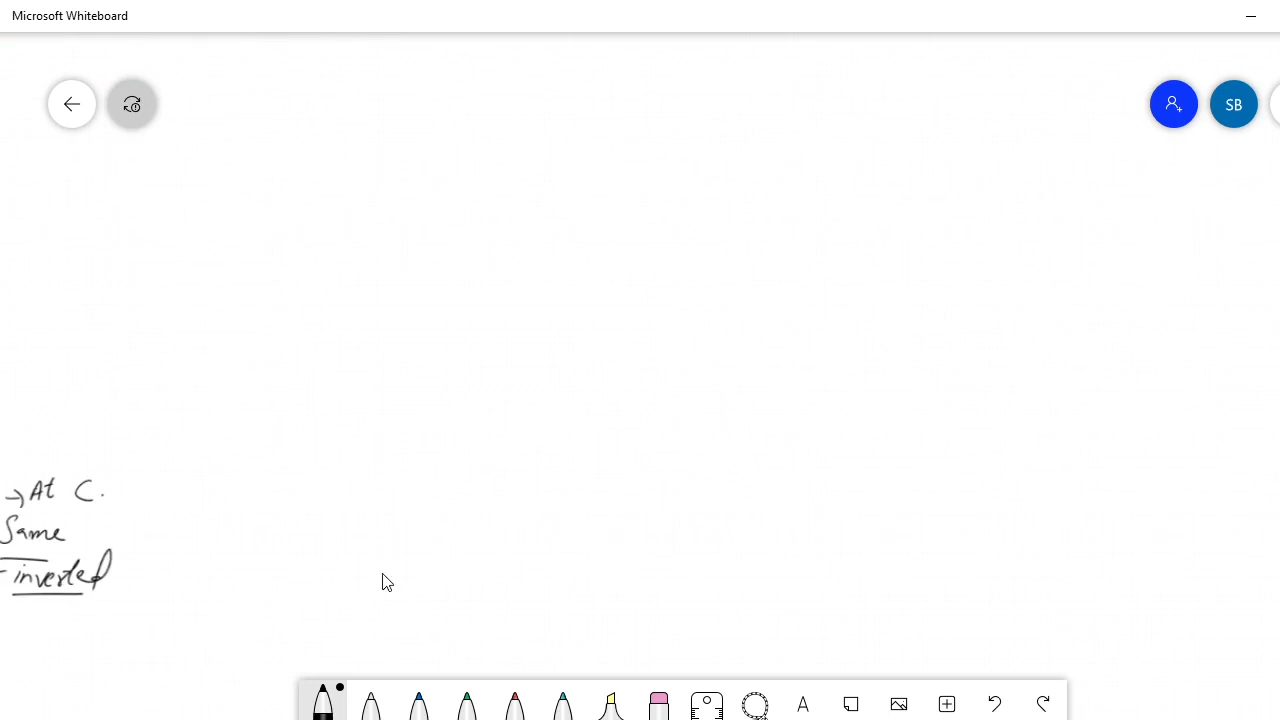 Microsoft Whiteboard
SB
→ At C.
Same
- inverted
A